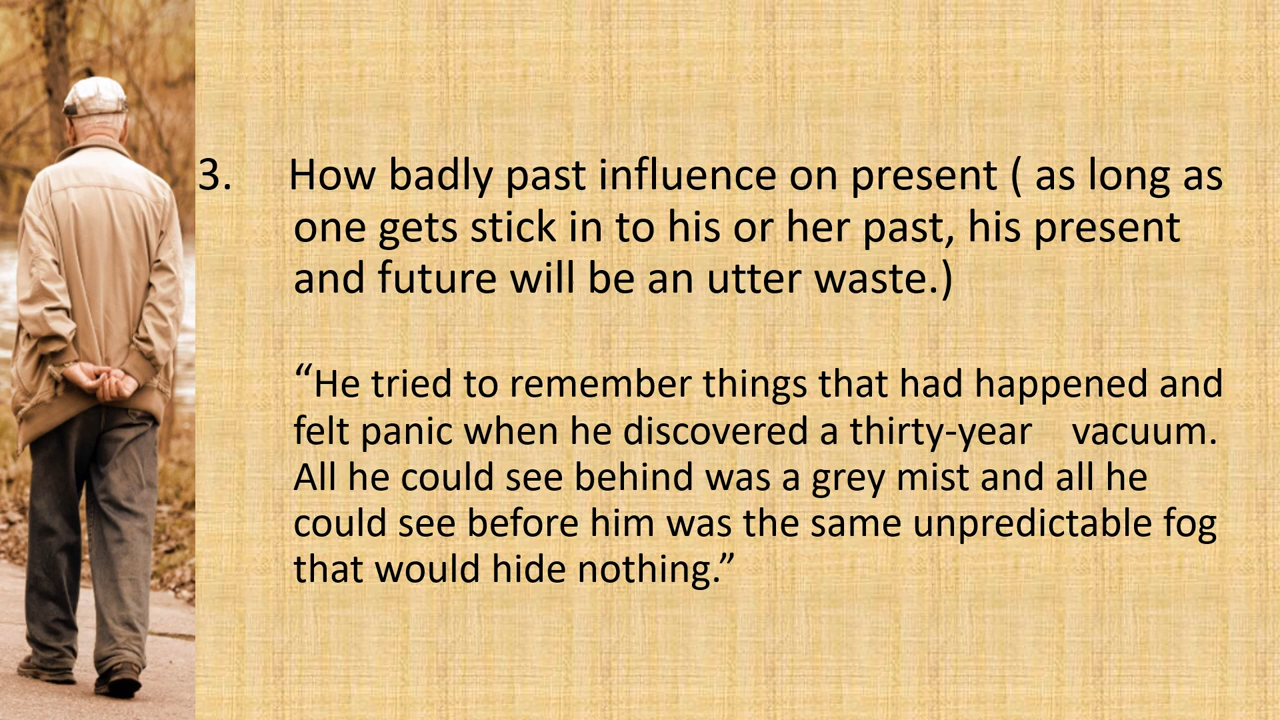 3. How badly past influence on present ( as long as
one gets stick in to his or her past, his present
and future will be an utter waste.)
“He tried to remember things that had happened and
felt panic when he discovered a thirty-year vacuum.
All he could see behind was a grey mist and all he
could see before him was the same unpredictable fog
that would hide nothing.”